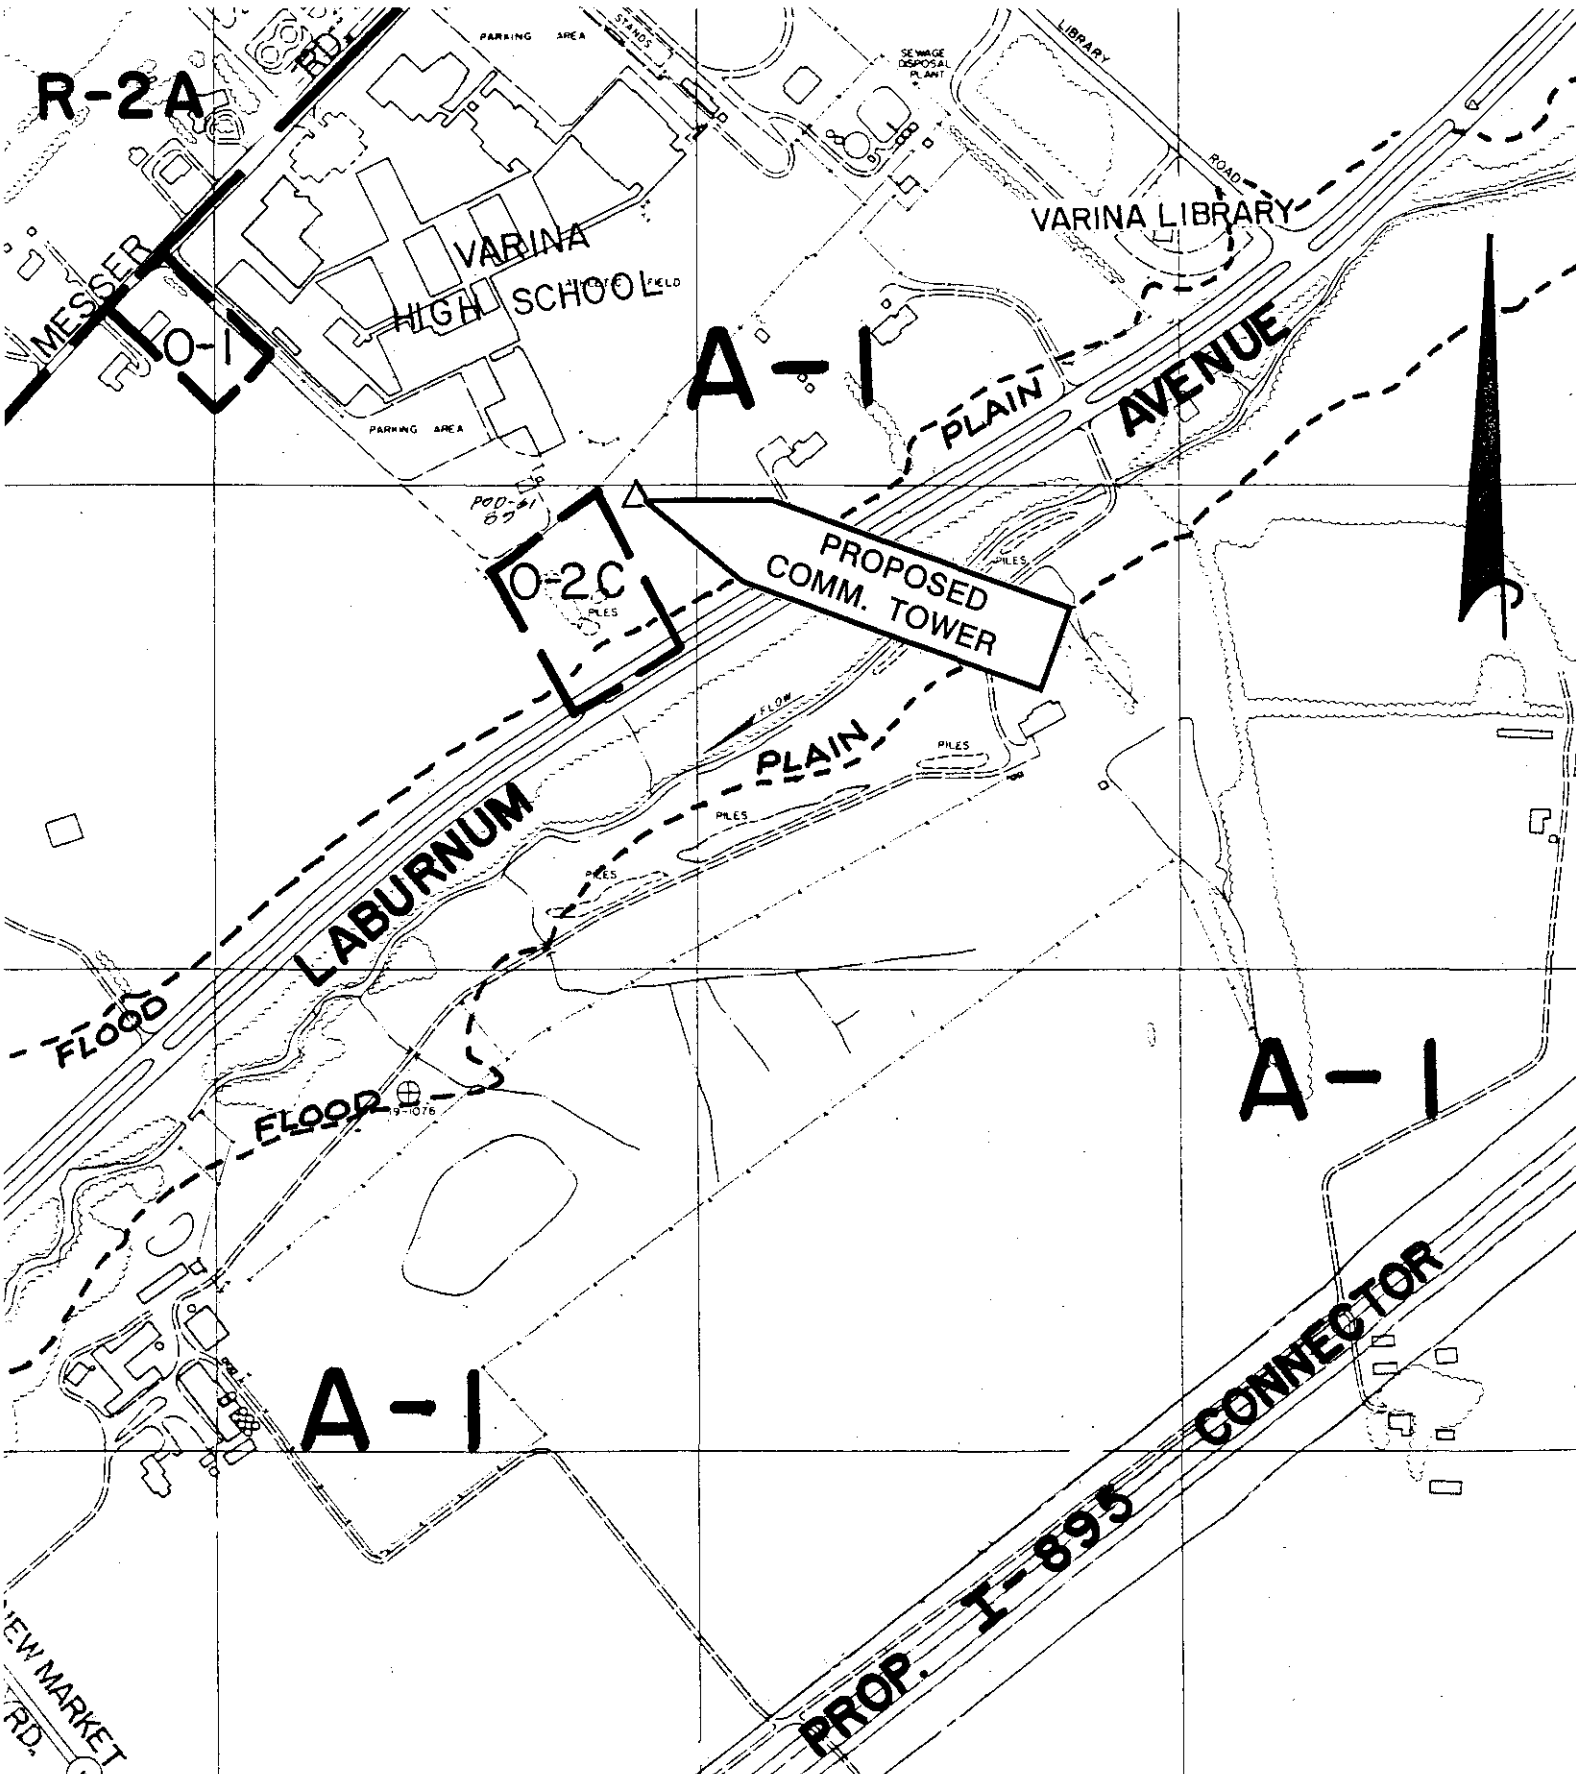 PARKING AREA
STANDS
SEWAGE
DISPOSAL
PLANT
LIBRARY
ROAD
R-2A
RD.
MESSER
VARINA LIBRARY
VARINA
HIGH SCHOOL
FIELD
O-1
A-1
PARKING AREA
PLAIN
AVENUE
O-2C
PILES
PROPOSED
COMM. TOWER
PILES
FLOW
PLAIN
PILES
PILES
PILES
LABURNUM
FLOOD
FLOOD
19-1076
A-1
A-1
PROP. I-895 CONNECTOR
NEW MARKET
RD.